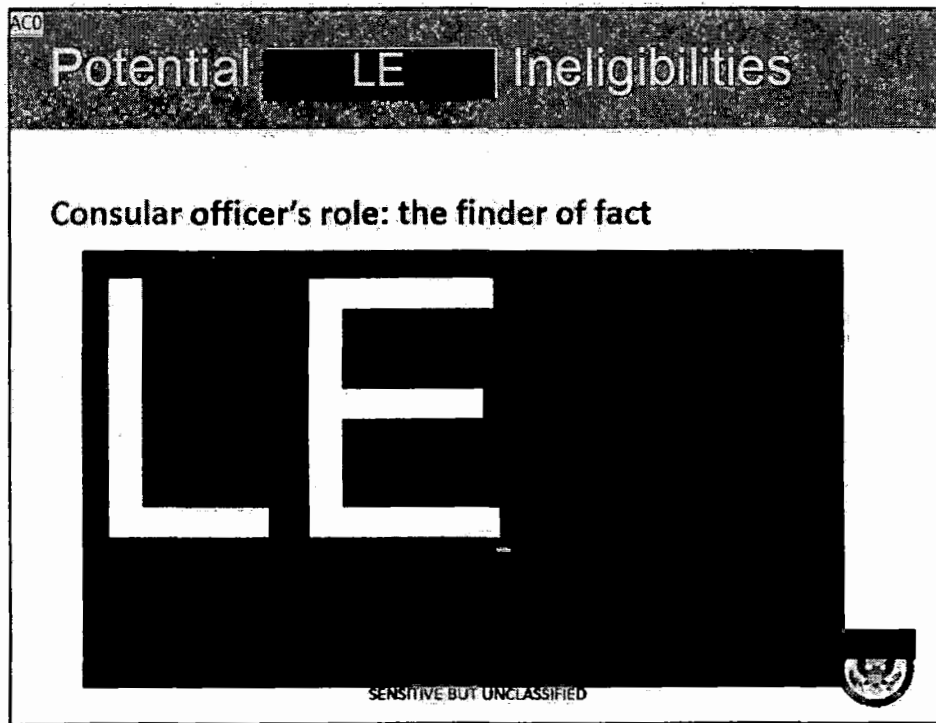 AC0
Potential LE Ineligibilities
Consular officer's role: the finder of fact
LE
SENSITIVE BUT UNCLASSIFIED